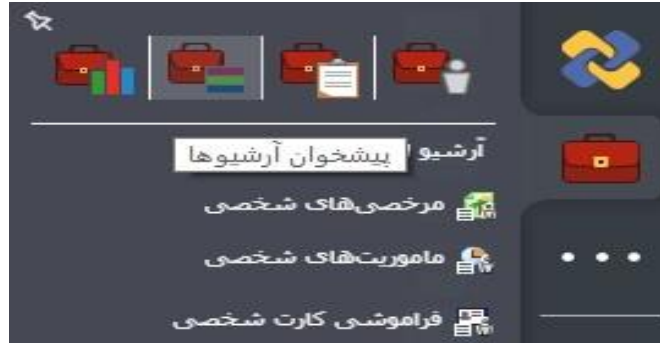 آرشیو
پیشخوان آرشیوها
مرخصی‌های شخصی
ماموریت‌های شخصی
فراموشی کارت شخصی